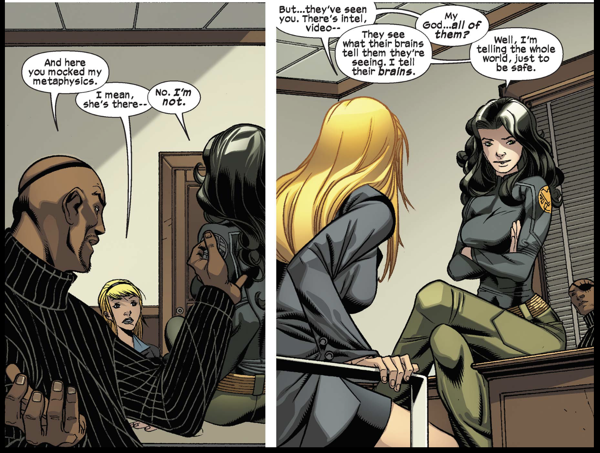 And here
you mocked my
metaphysics.
I mean,
she's there--
No. I'm
not.
But...they've seen
you. There's intel,
video--
They see
what their brains
tell them they're
seeing. I tell
their brains.
My
God...all of
them?
Well, I'm
telling the whole
world, just to
be safe.